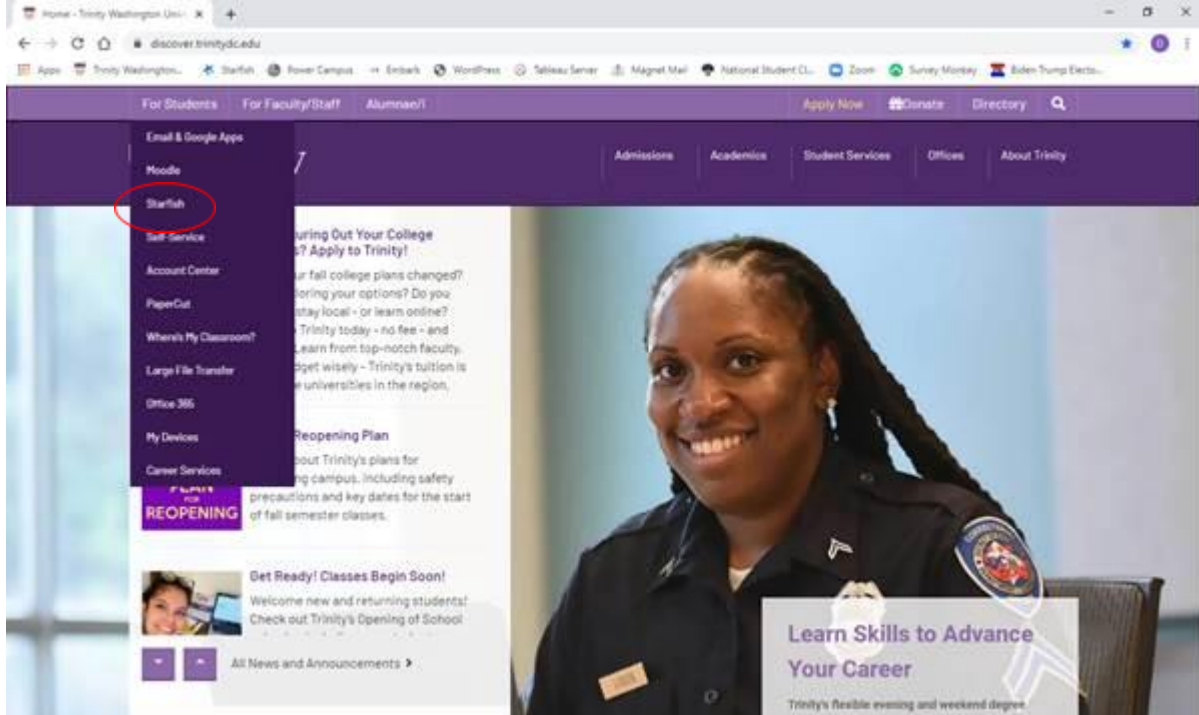 Home - Trinity Washington Univ
discover.trinitydc.edu
Apps Trinity Washington... Starfish Power Campus Embark WordPress Tableau Server Magnet Mail National Student Cl... Zoom Survey Monkey Biden Trump Electo...
For Students For Faculty/Staff Alumnae/i Apply Now Donate Directory
Email & Google Apps
Moodle
Starfish
Self-Service
Account Center
PaperCut
Where's My Classroom?
Large File Transfer
Office 365
My Devices
Career Services
Admissions Academics Student Services Offices About Trinity
uring Out Your College
s? Apply to Trinity!
ur fall college plans changed?
loring your options? Do you
stay local - or learn online?
Trinity today - no fee - and
Learn from top-notch faculty.
dget wisely - Trinity's tuition is
e universities in the region.
Reopening Plan
bout Trinity's plans for
ng campus, including safety
precautions and key dates for the start
of fall semester classes.
PLAN
FOR
REOPENING
Get Ready! Classes Begin Soon!
Welcome new and returning students!
Check out Trinity's Opening of School
All News and Announcements
Learn Skills to Advance
Your Career
Trinity's flexible evening and weekend degree